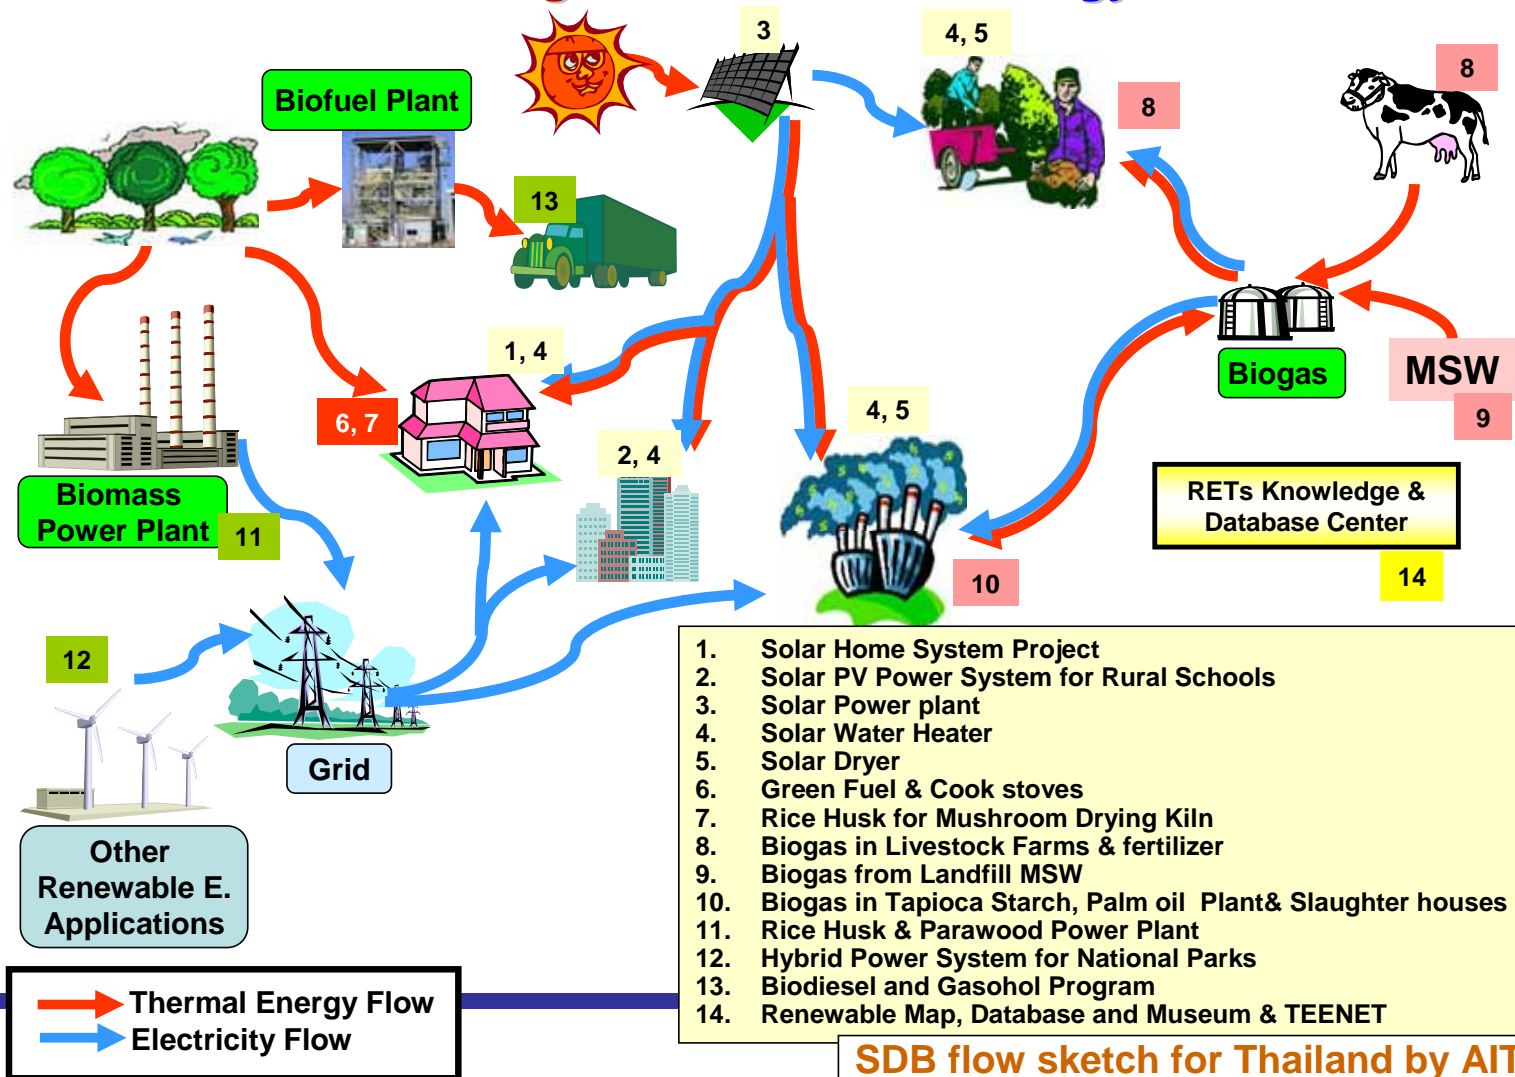 3
4, 5
8
Biofuel Plant
8
13
1, 4
Biogas
MSW
9
6, 7
4, 5
2, 4
Biomass
Power Plant
11
RETs Knowledge &
Database Center
14
10
12
Grid
Other
Renewable E.
Applications
1. Solar Home System Project
2. Solar PV Power System for Rural Schools
3. Solar Power plant
4. Solar Water Heater
5. Solar Dryer
6. Green Fuel & Cook stoves
7. Rice Husk for Mushroom Drying Kiln
8. Biogas in Livestock Farms & fertilizer
9. Biogas from Landfill MSW
10. Biogas in Tapioca Starch, Palm oil Plant& Slaughter houses
11. Rice Husk & Parawood Power Plant
12. Hybrid Power System for National Parks
13. Biodiesel and Gasohol Program
14. Renewable Map, Database and Museum & TEENET
Thermal Energy Flow
Electricity Flow
SDB flow sketch for Thailand by AIT